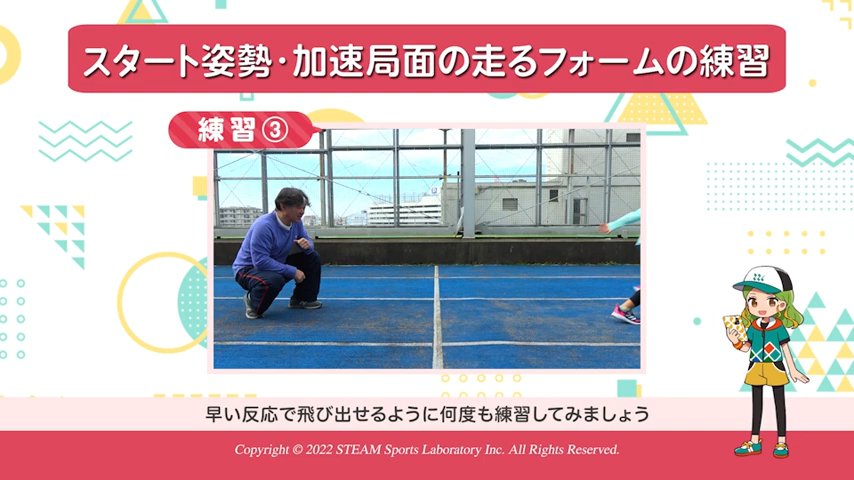 スタート姿勢・加速局面の走るフォームの練習
練習③
早い反応で飛び出せるように何度も練習してみましょう
Copyright © 2022 STEAM Sports Laboratory Inc. All Rights Reserved.